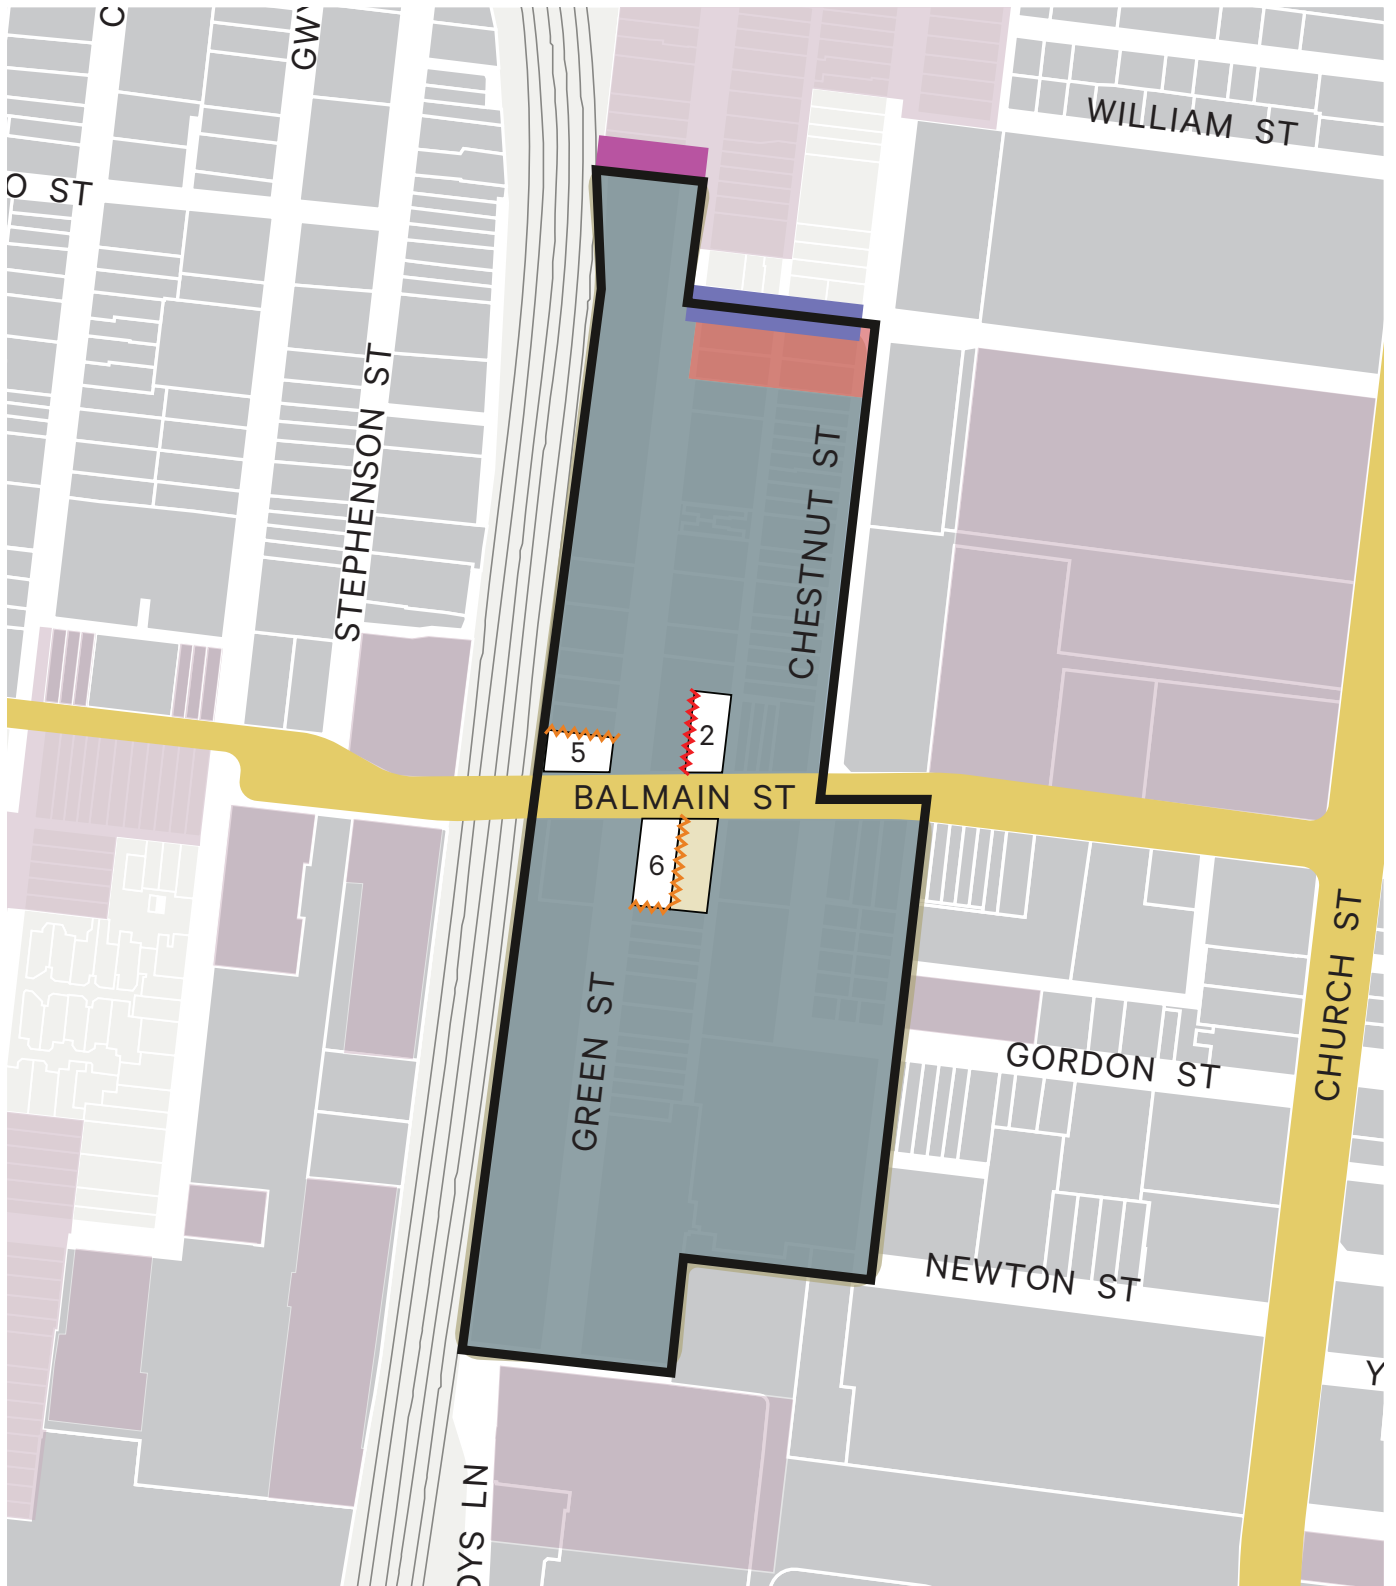 WILLIAM ST
O ST
STEPHENSON ST
CHESTNUT ST
2
5
BALMAIN ST
6
CHURCH ST
GREEN ST
GORDON ST
NEWTON ST
OYS LN